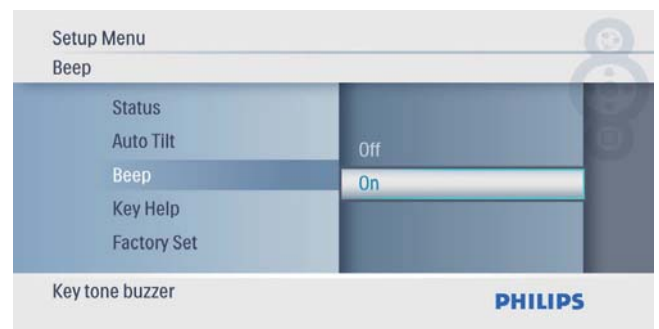 Setup Menu
Beep
Status
Auto Tilt
Beep
Key Help
Factory Set
Off
On
Key tone buzzer
PHILIPS